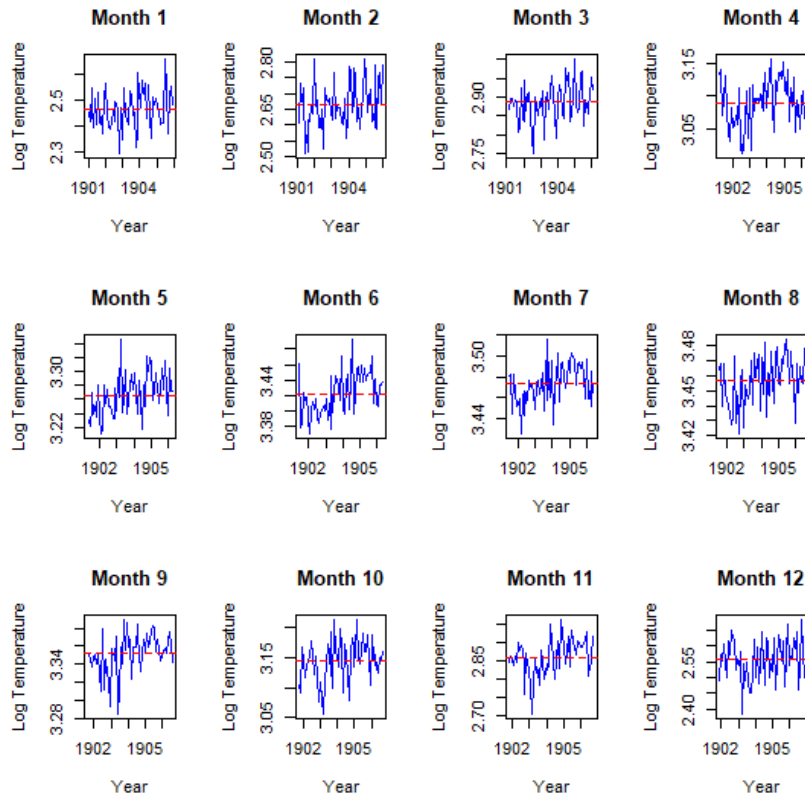 Month 1
Log Temperature
2.5
2.3
1901 1904
Year
Month 2
Log Temperature
2.80
2.65
2.50
1901 1904
Year
Month 3
Log Temperature
2.90
2.75
1901 1904
Year
Month 4
Log Temperature
3.15
3.05
1902 1905
Year
Month 5
Log Temperature
3.30
3.22
1902 1905
Year
Month 6
Log Temperature
3.44
3.38
1902 1905
Year
Month 7
Log Temperature
3.50
3.44
1902 1905
Year
Month 8
Log Temperature
3.48
3.45
3.42
1902 1905
Year
Month 9
Log Temperature
3.34
3.28
1902 1905
Year
Month 10
Log Temperature
3.15
3.05
1902 1905
Year
Month 11
Log Temperature
2.85
2.70
1902 1905
Year
Month 12
Log Temperature
2.55
2.40
1902 1905
Year